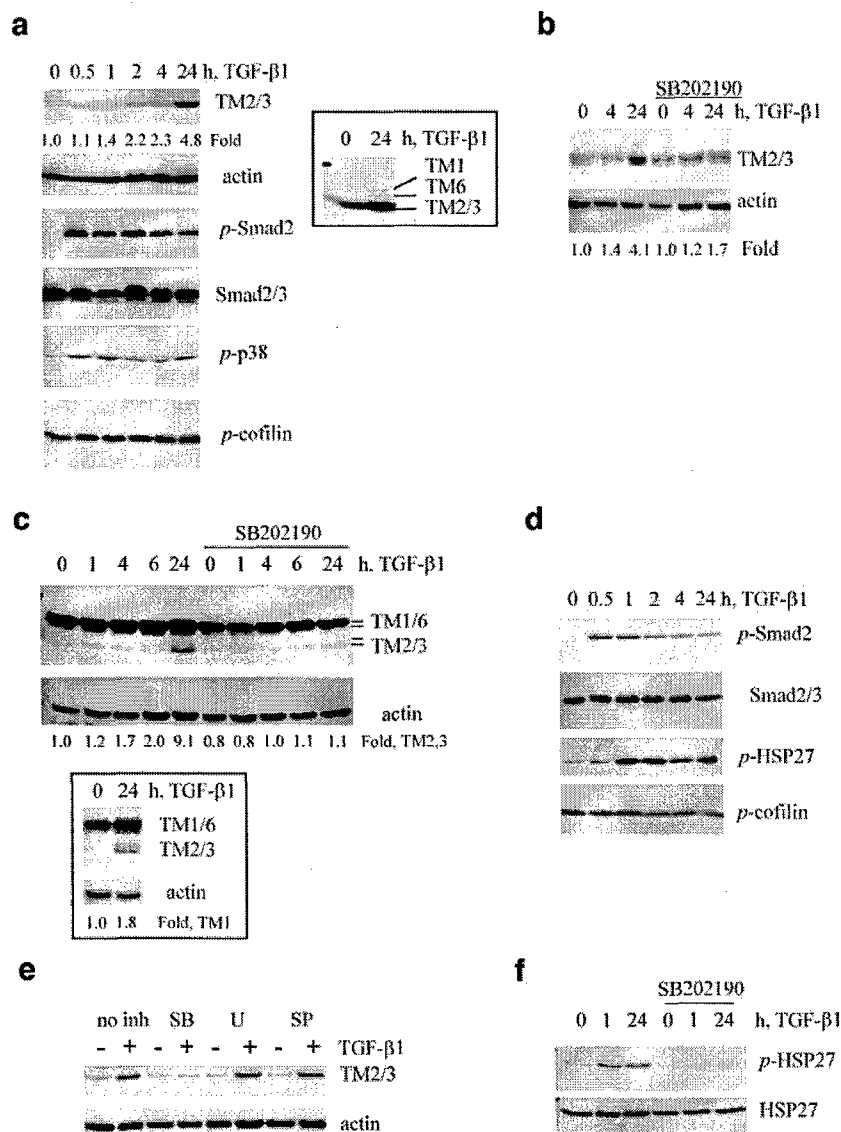 a
0 0.5 1 2 4 24 h, TGF-β1
TM2/3
1.0 1.1 1.4 2.2 2.3 4.8 Fold
actin
p-Smad2
Smad2/3
p-p38
p-cofilin
0 24 h, TGF-β1
TM1
TM6
TM2/3
b
SB202190
0 4 24 0 4 24 h, TGF-β1
TM2/3
actin
1.0 1.4 4.1 1.0 1.2 1.7 Fold
c
SB202190
0 1 4 6 24 0 1 4 6 24 h, TGF-β1
TM1/6
TM2/3
actin
1.0 1.2 1.7 2.0 9.1 0.8 0.8 1.0 1.1 1.1 Fold, TM2,3
0 24 h, TGF-β1
TM1/6
TM2/3
actin
1.0 1.8 Fold, TM1
d
0 0.5 1 2 4 24 h, TGF-β1
p-Smad2
Smad2/3
p-HSP27
p-cofilin
e
no inh SB U SP
- + - + - + - + TGF-β1
TM2/3
actin
f
SB202190
0 1 24 0 1 24 h, TGF-β1
p-HSP27
HSP27